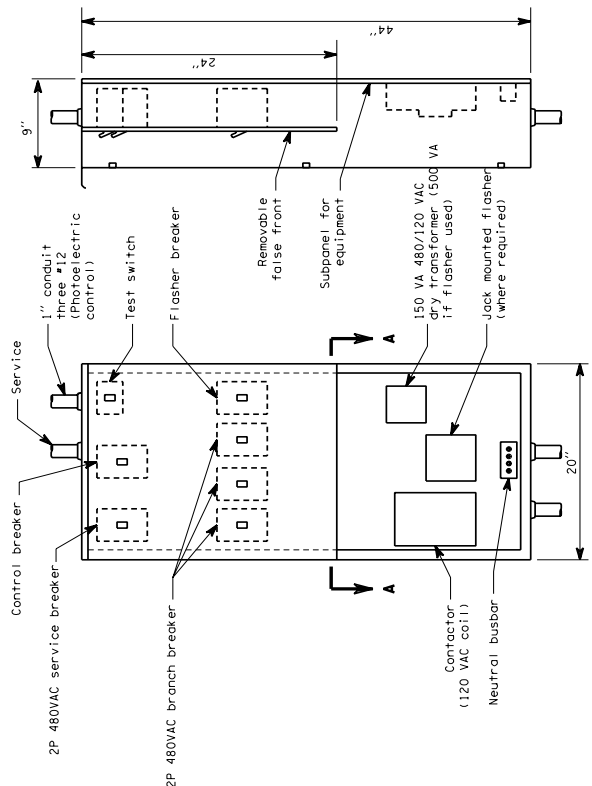 44''
24''
9''
Removable
false front
Subpanel for
equipment
1'' conduit
three #12
(Photoelectric
control)
Test switch
Flasher breaker
150 VA 480/120 VAC
dry transformer (500 VA
if flasher used)
Jack mounted flasher
(where required)
Service
Control breaker
2P 480VAC service breaker
2P 480VAC branch breaker
A
A
20''
Contactor
(120 VAC coil)
Neutral busbar